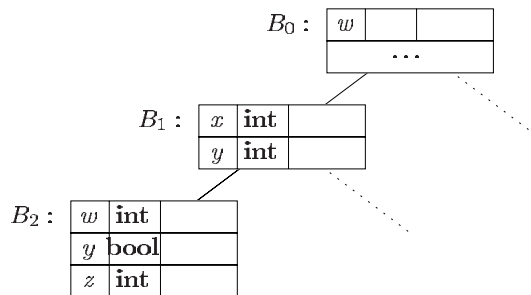 B₀ : w
...
B₁ : x int
y int
B₂ : w int
y bool
z int